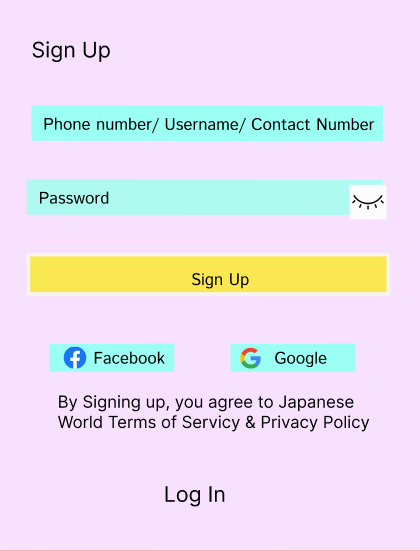 Sign Up
Phone number/ Username/ Contact Number
Password
Sign Up
Facebook
Google
By Signing up, you agree to Japanese
World Terms of Servicy & Privacy Policy
Log In